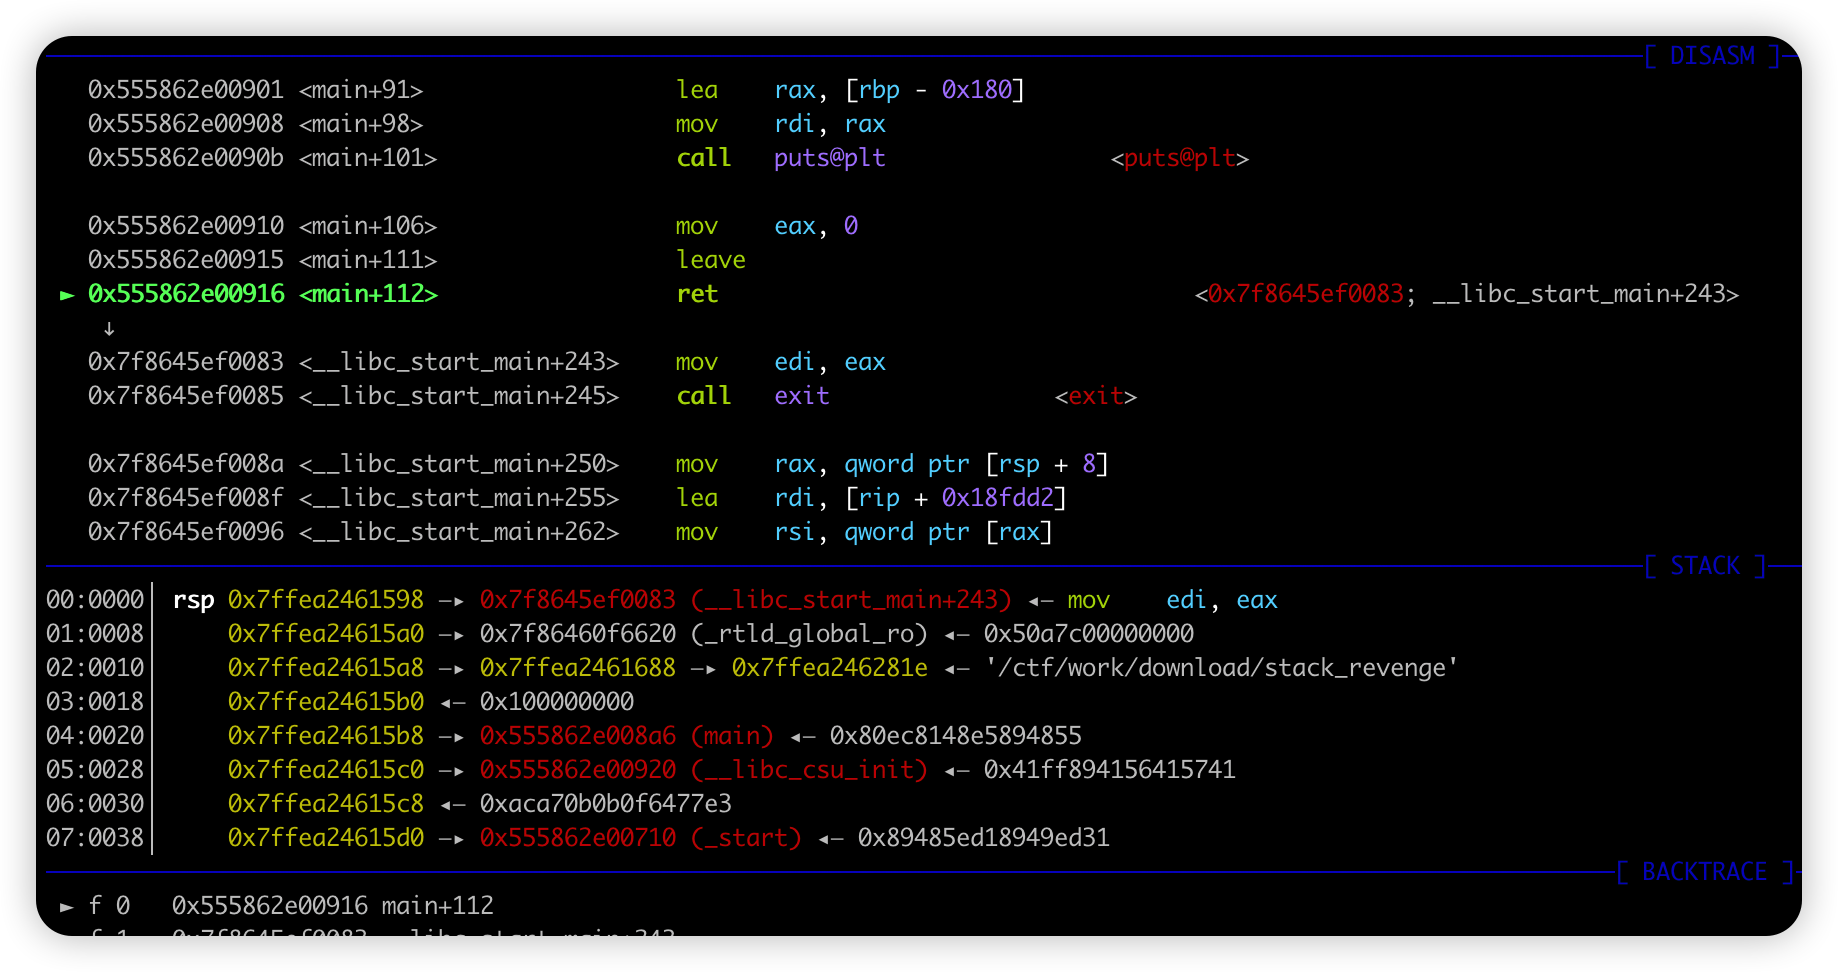 [ DISASM ]
0x555862e00901 <main+91> lea rax, [rbp - 0x180]
0x555862e00908 <main+98> mov rdi, rax
0x555862e0090b <main+101> call puts@plt <puts@plt>
0x555862e00910 <main+106> mov eax, 0
0x555862e00915 <main+111> leave
► 0x555862e00916 <main+112> ret <0x7f8645ef0083; __libc_start_main+243>
↓
0x7f8645ef0083 <__libc_start_main+243> mov edi, eax
0x7f8645ef0085 <__libc_start_main+245> call exit <exit>
0x7f8645ef008a <__libc_start_main+250> mov rax, qword ptr [rsp + 8]
0x7f8645ef008f <__libc_start_main+255> lea rdi, [rip + 0x18fdd2]
0x7f8645ef0096 <__libc_start_main+262> mov rsi, qword ptr [rax]
[ STACK ]
00:0000│ rsp 0x7ffea2461598 —▸ 0x7f8645ef0083 (__libc_start_main+243) ◂— mov edi, eax
01:0008│ 0x7ffea24615a0 —▸ 0x7f86460f6620 (_rtld_global_ro) ◂— 0x50a7c00000000
02:0010│ 0x7ffea24615a8 —▸ 0x7ffea2461688 —▸ 0x7ffea246281e ◂— '/ctf/work/download/stack_revenge'
03:0018│ 0x7ffea24615b0 ◂— 0x100000000
04:0020│ 0x7ffea24615b8 —▸ 0x555862e008a6 (main) ◂— 0x80ec8148e5894855
05:0028│ 0x7ffea24615c0 —▸ 0x555862e00920 (__libc_csu_init) ◂— 0x41ff894156415741
06:0030│ 0x7ffea24615c8 ◂— 0xaca70b0b0f6477e3
07:0038│ 0x7ffea24615d0 —▸ 0x555862e00710 (_start) ◂— 0x89485ed18949ed31
[ BACKTRACE ]
► f 0 0x555862e00916 main+112
f 1 0x7f8645ef0083 __libc_start_main+243